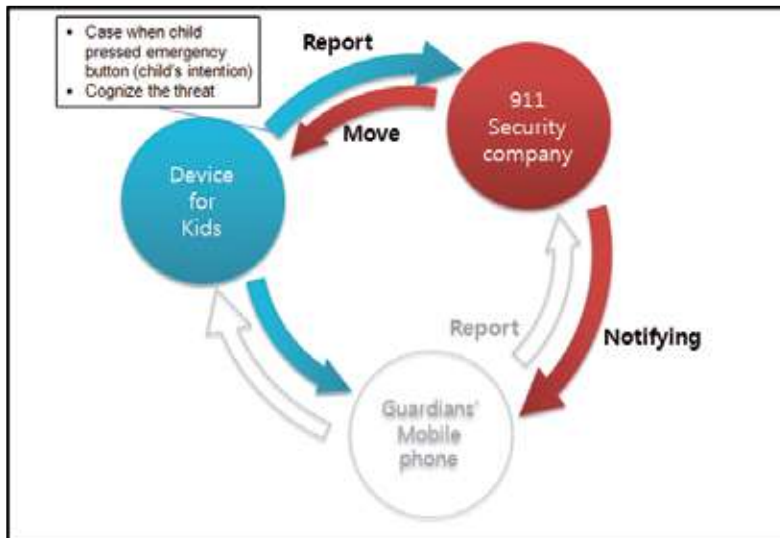 • Case when child
pressed emergency
button (child's intention)
• Cognize the threat
Report
Move
911
Security
company
Device
for
Kids
Report
Notifying
Guardians'
Mobile
phone